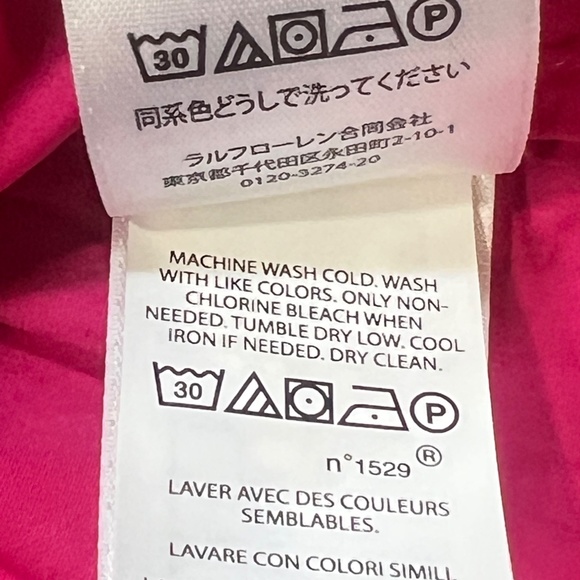 30 P
同系色どうしで洗ってください
ラルフローレン合同会社
東京都千代田区永田町2-10-1
0120-3274-20
MACHINE WASH COLD. WASH
WITH LIKE COLORS. ONLY NON-
CHLORINE BLEACH WHEN
NEEDED. TUMBLE DRY LOW. COOL
IRON IF NEEDED. DRY CLEAN.
30 P
n°1529 ®
LAVER AVEC DES COULEURS
SEMBLABLES.
LAVARE CON COLORI SIMILI